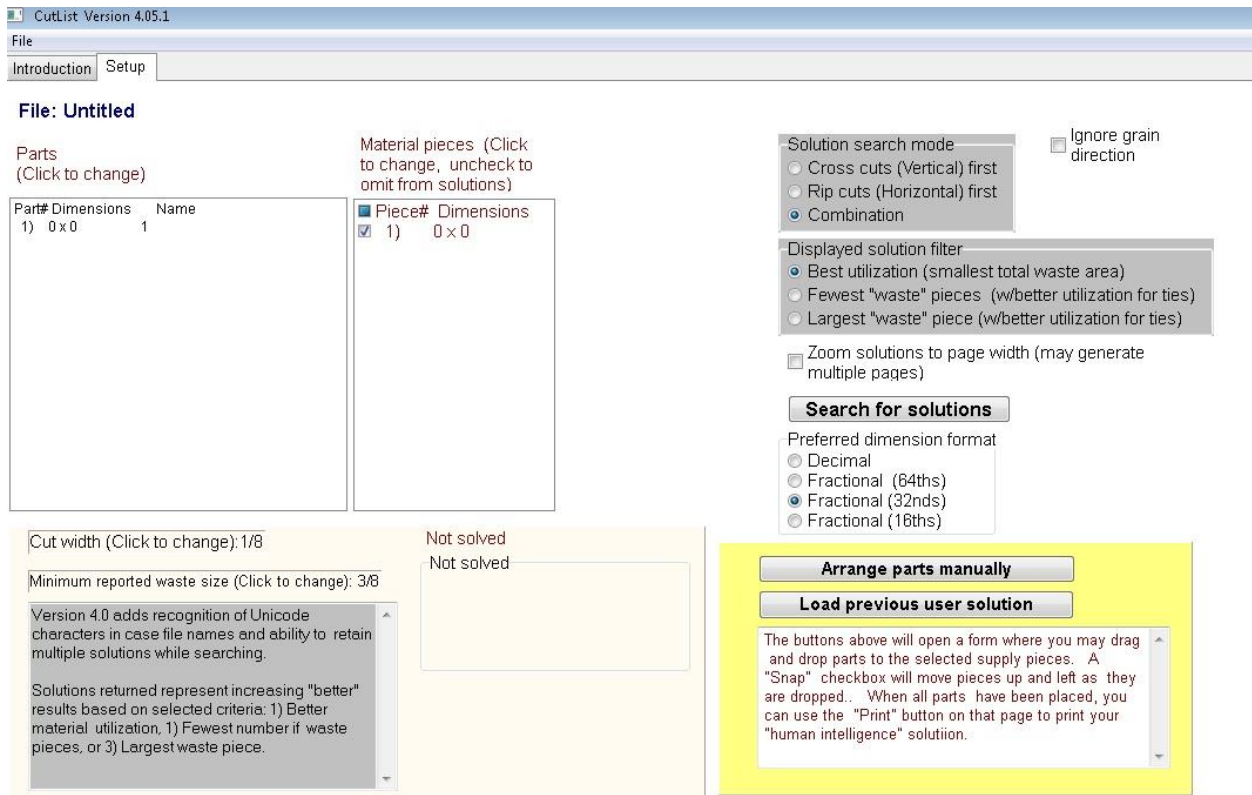 CutList Version 4.05.1
File
Introduction Setup
File: Untitled
Parts
(Click to change)
Part# Dimensions Name
1) 0 x 0 1
Material pieces (Click
to change, uncheck to
omit from solutions)
Piece# Dimensions
1) 0 x 0
Solution search mode
Cross cuts (Vertical) first
Rip cuts (Horizontal) first
Combination
Ignore grain
direction
Displayed solution filter
Best utilization (smallest total waste area)
Fewest "waste" pieces (w/better utilization for ties)
Largest "waste" piece (w/better utilization for ties)
Zoom solutions to page width (may generate
multiple pages)
Search for solutions
Preferred dimension format
Decimal
Fractional (64ths)
Fractional (32nds)
Fractional (16ths)
Cut width (Click to change): 1/8
Minimum reported waste size (Click to change): 3/8
Version 4.0 adds recognition of Unicode
characters in case file names and ability to retain
multiple solutions while searching.
Solutions returned represent increasing "better"
results based on selected criteria: 1) Better
material utilization, 1) Fewest number if waste
pieces, or 3) Largest waste piece.
Not solved
Not solved
Arrange parts manually
Load previous user solution
The buttons above will open a form where you may drag
and drop parts to the selected supply pieces. A
"Snap" checkbox will move pieces up and left as they
are dropped.. When all parts have been placed, you
can use the "Print" button on that page to print your
"human intelligence" solutiion.